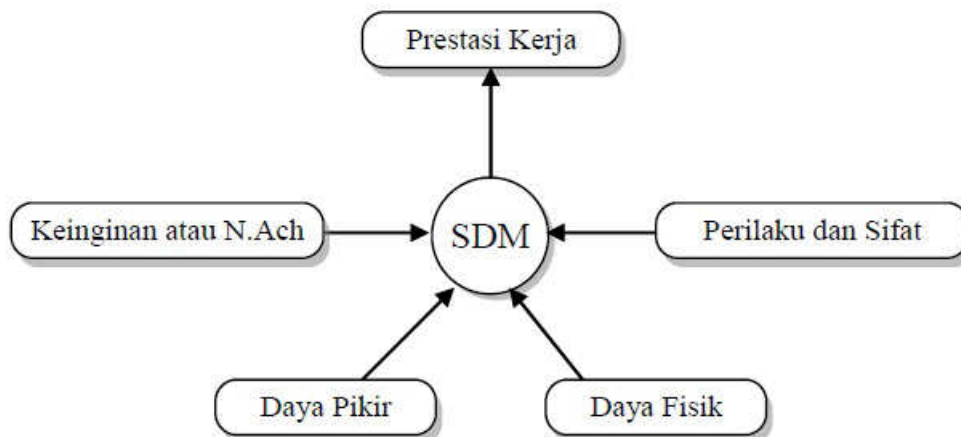 Prestasi Kerja
Keinginan atau N.Ach
SDM
Perilaku dan Sifat
Daya Pikir
Daya Fisik